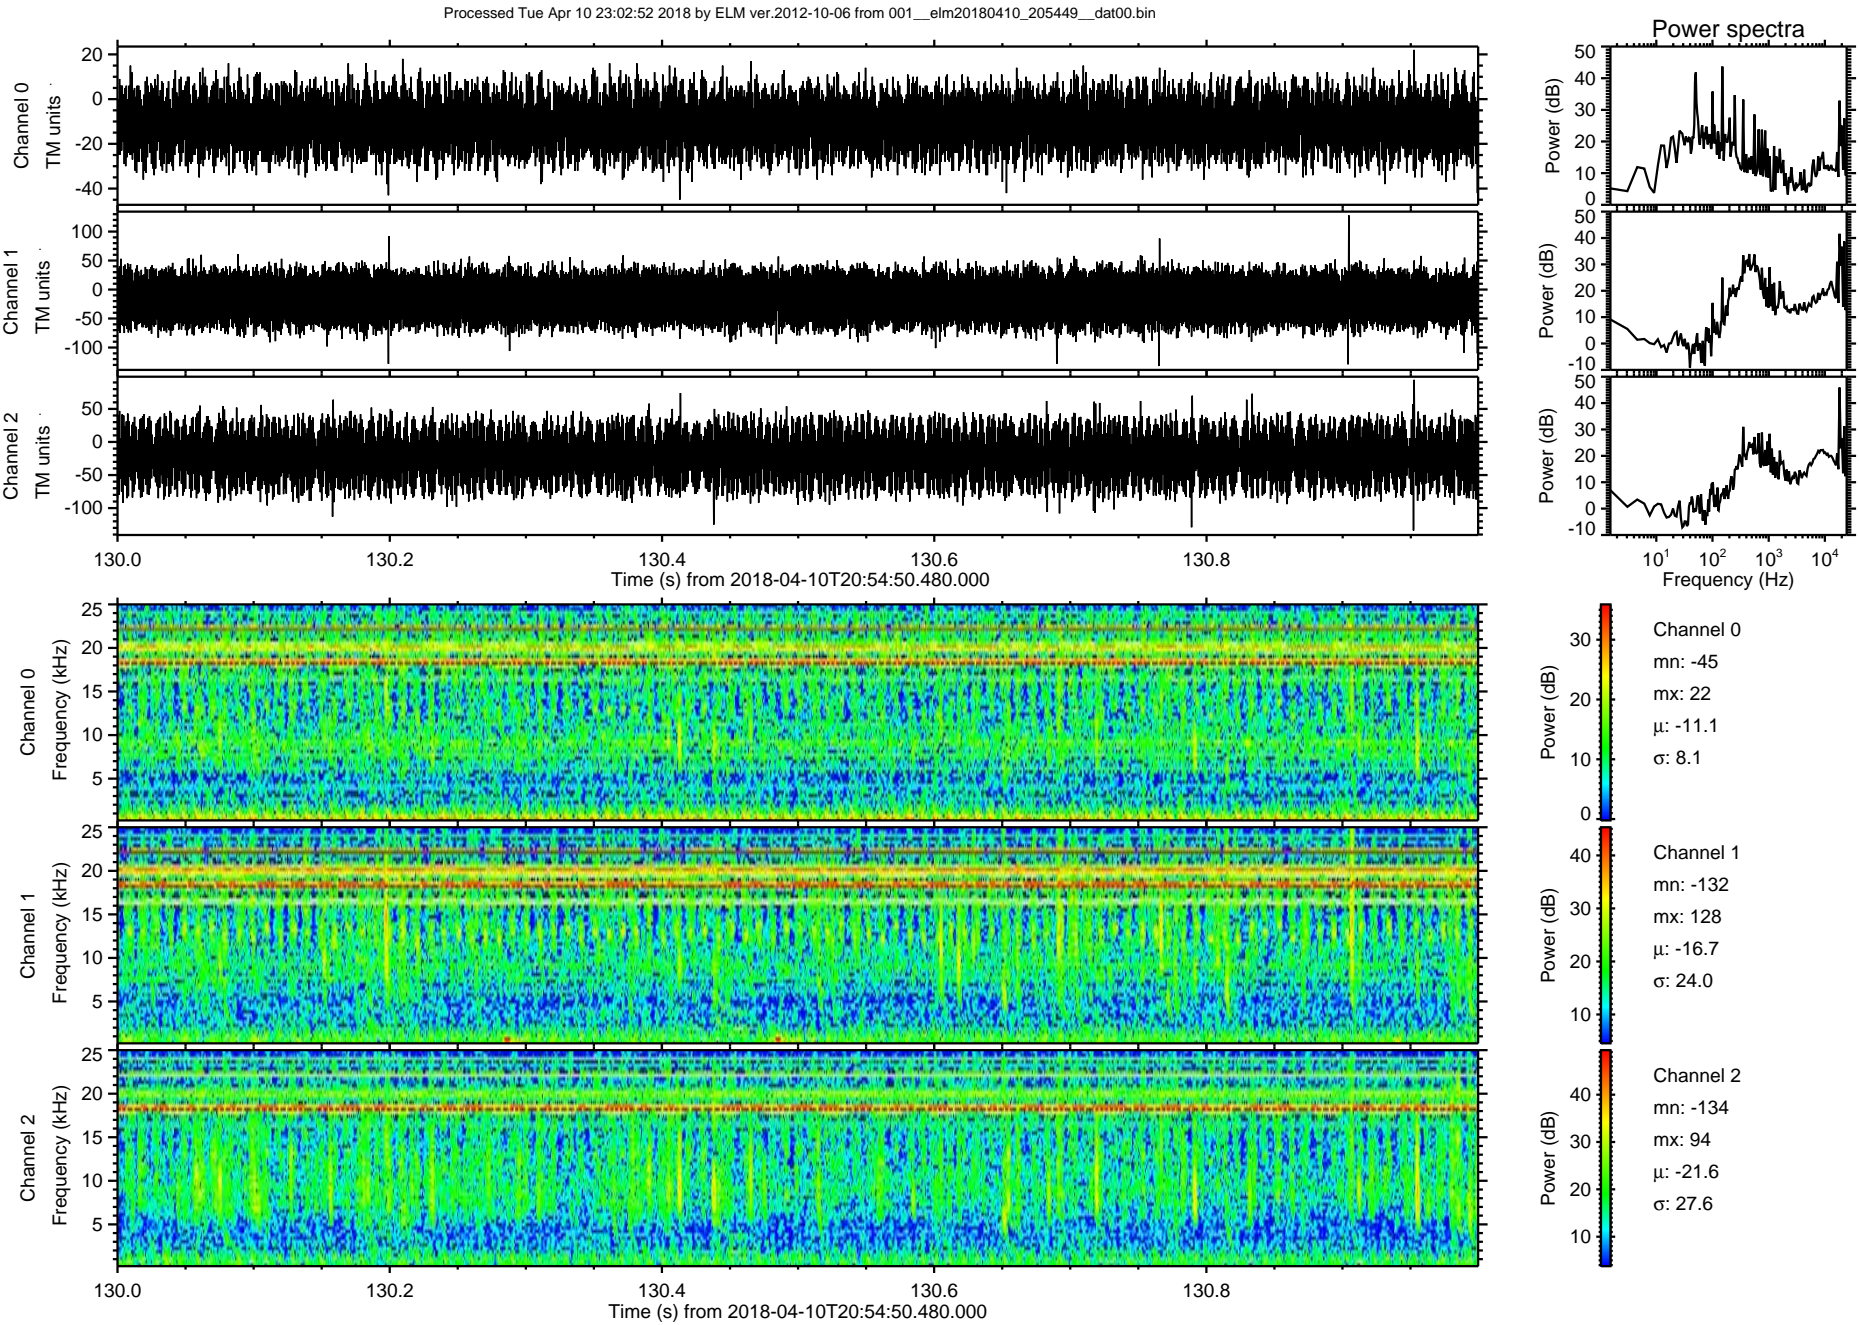 Processed Tue Apr 10 23:02:52 2018 by ELM ver.2012-10-06 from 001__elm20180410_205449__dat00.bin
Power spectra
Channel 0
TM units
20
0
-20
-40
Power (dB)
50
40
30
20
10
0
Channel 1
TM units
100
50
0
-50
-100
Power (dB)
50
40
30
20
10
0
-10
Channel 2
TM units
50
0
-50
-100
Power (dB)
50
40
30
20
10
0
-10
130.0 130.2 130.4 130.6 130.8
Time (s) from 2018-04-10T20:54:50.480.000
10¹ 10² 10³ 10⁴
Frequency (Hz)
Channel 0
Frequency (kHz)
25
20
15
10
5
Power (dB)
30
20
10
0
Channel 0
mn: -45
mx: 22
μ: -11.1
σ: 8.1
Channel 1
Frequency (kHz)
25
20
15
10
5
Power (dB)
40
30
20
10
Channel 1
mn: -132
mx: 128
μ: -16.7
σ: 24.0
Channel 2
Frequency (kHz)
25
20
15
10
5
Power (dB)
40
30
20
10
Channel 2
mn: -134
mx: 94
μ: -21.6
σ: 27.6
130.0 130.2 130.4 130.6 130.8
Time (s) from 2018-04-10T20:54:50.480.000